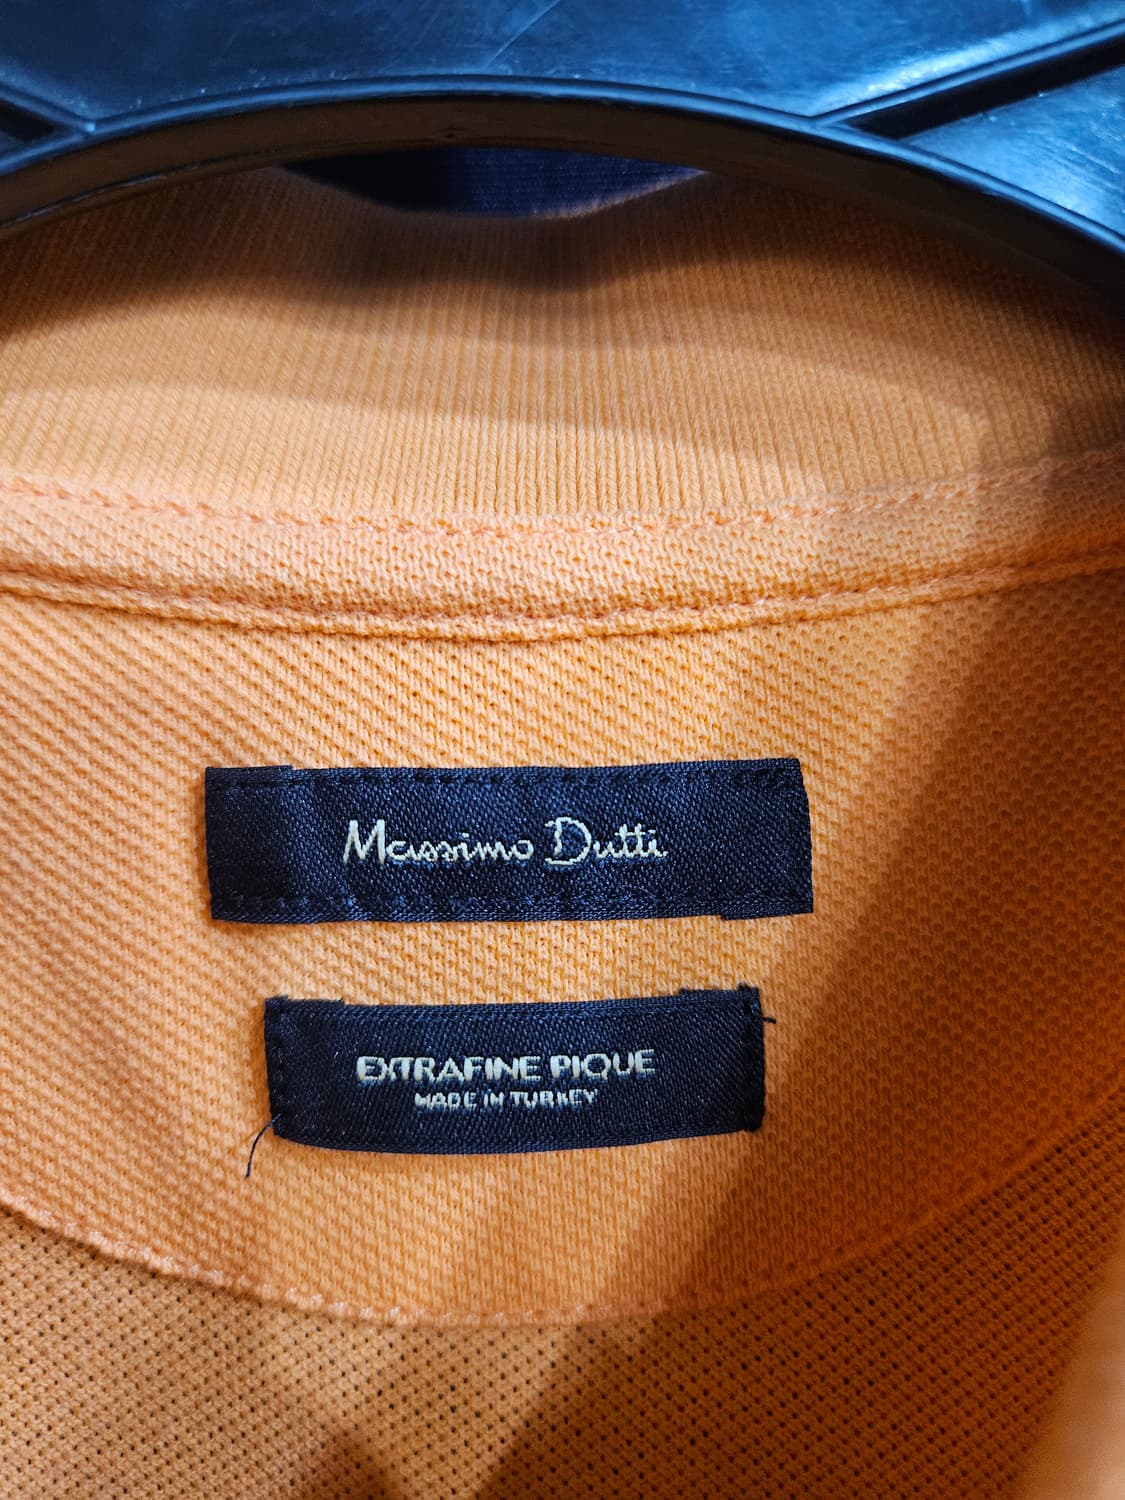 Massimo Dutti
EXTRAFINE PIQUE
MADE IN TURKEY